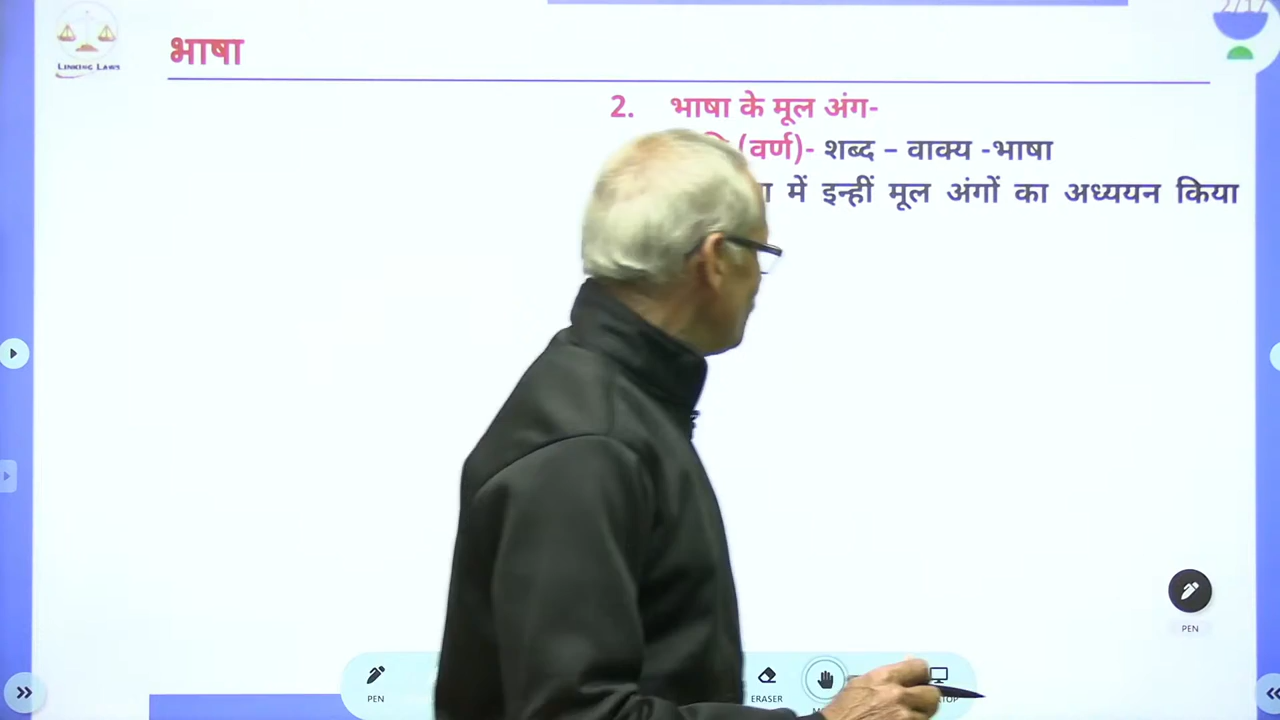 LINKING LAWS
भाषा
2. भाषा के मूल अंग-
(वर्ण)- शब्द – वाक्य -भाषा
में इन्हीं मूल अंगों का अध्ययन किया
PEN
PEN
ERASER